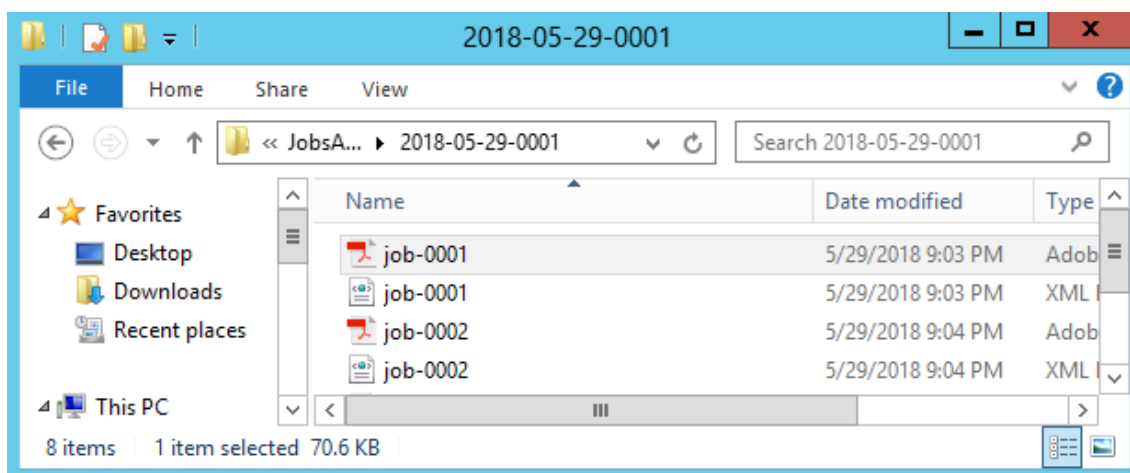 2018-05-29-0001
File Home Share View
« JobsA... 2018-05-29-0001 Search 2018-05-29-0001
Name Date modified Type
Favorites
Desktop
Downloads
Recent places
This PC
job-0001 5/29/2018 9:03 PM Adob
job-0001 5/29/2018 9:03 PM XML
job-0002 5/29/2018 9:04 PM Adob
job-0002 5/29/2018 9:04 PM XML
8 items 1 item selected 70.6 KB